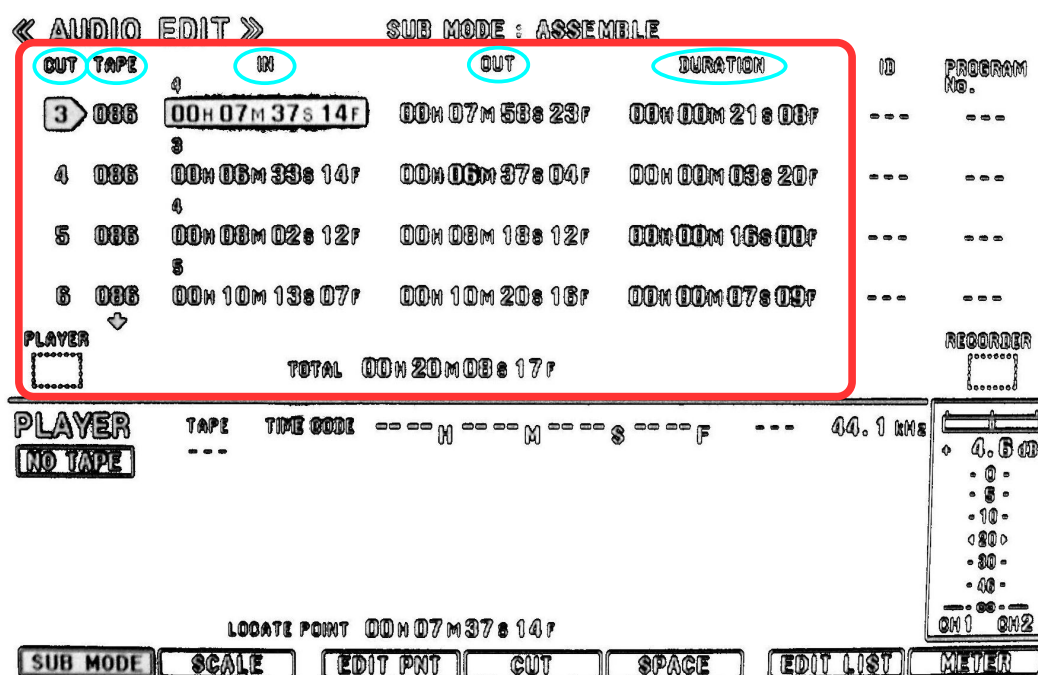 ≪ AUDIO EDIT ≫ SUB MODE : ASSEMBLE
CUT TAPE IN OUT DURATION ID PROGRAM No.
4
3 086 00H 07M 37S 14F 00H 07M 58S 23F 00H 00M 21S 08F --- ---
3
4 086 00H 06M 33S 14F 00H 06M 37S 04F 00H 00M 03S 20F --- ---
4
5 086 00H 08M 02S 12F 00H 08M 18S 12F 00H 00M 16S 00F --- ---
5
6 086 00H 10M 13S 07F 00H 10M 20S 16F 00H 00M 07S 09F --- ---
PLAYER RECORDER
TOTAL 00H 20M 08S 17F
PLAYER TAPE TIME CODE ----H ----M ----S ----F --- 44.1 kHz
NO TAPE ---
+ 4.6 dB
- 0 -
- 5 -
- 10 -
◁20▷
- 30 -
- 46 -
- ∞ -
CH1 CH2
LOCATE POINT 00H 07M 37S 14F
SUB MODE SCALE EDIT PNT CUT SPACE EDIT LIST METER